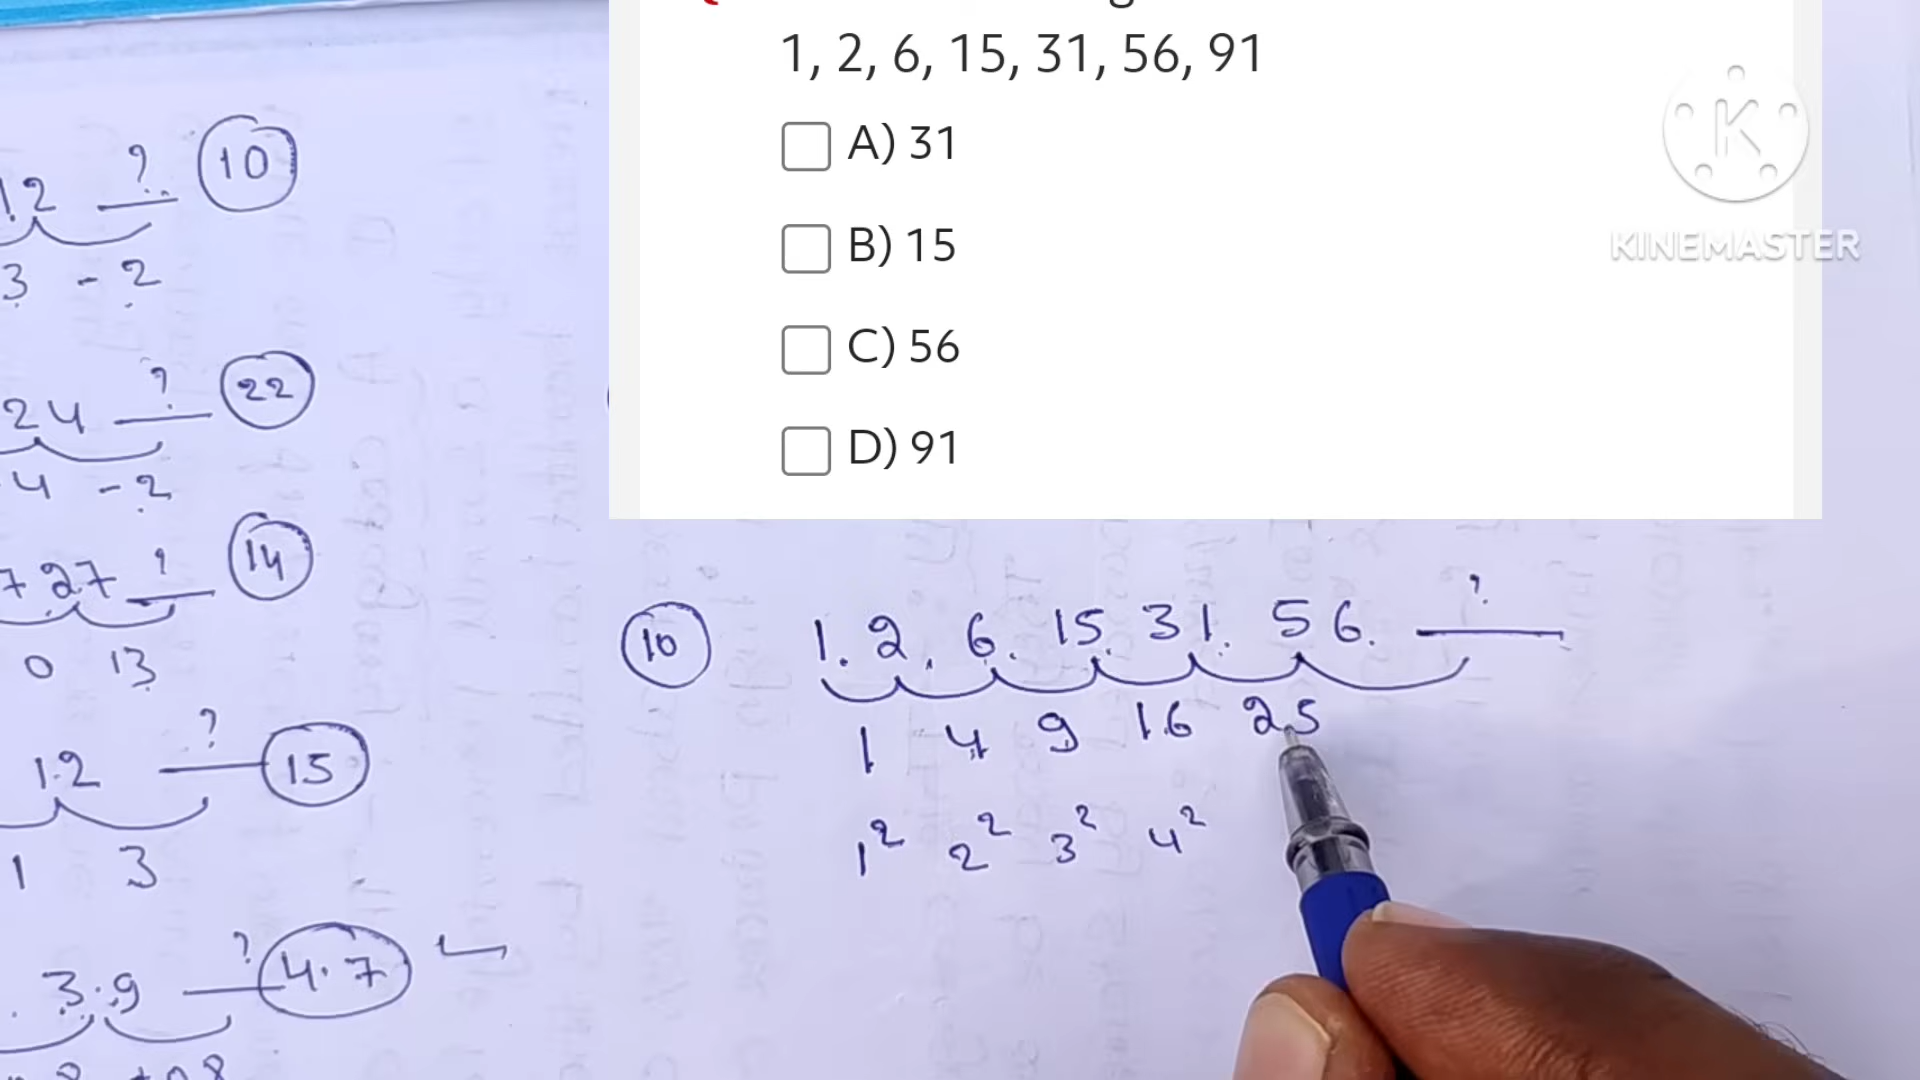 1, 2, 6, 15, 31, 56, 91
A) 31
B) 15
C) 56
D) 91
KINEMASTER
12 ? 10
3 - 2
24 ? 22
4 - 2
7 27 ? 14
0 13
12 ? 15
1 3
3.9 ? 4.7
10 1. 2. 6. 15. 31. 56. ?
1 4 9 16 25
1² 2² 3² 4²